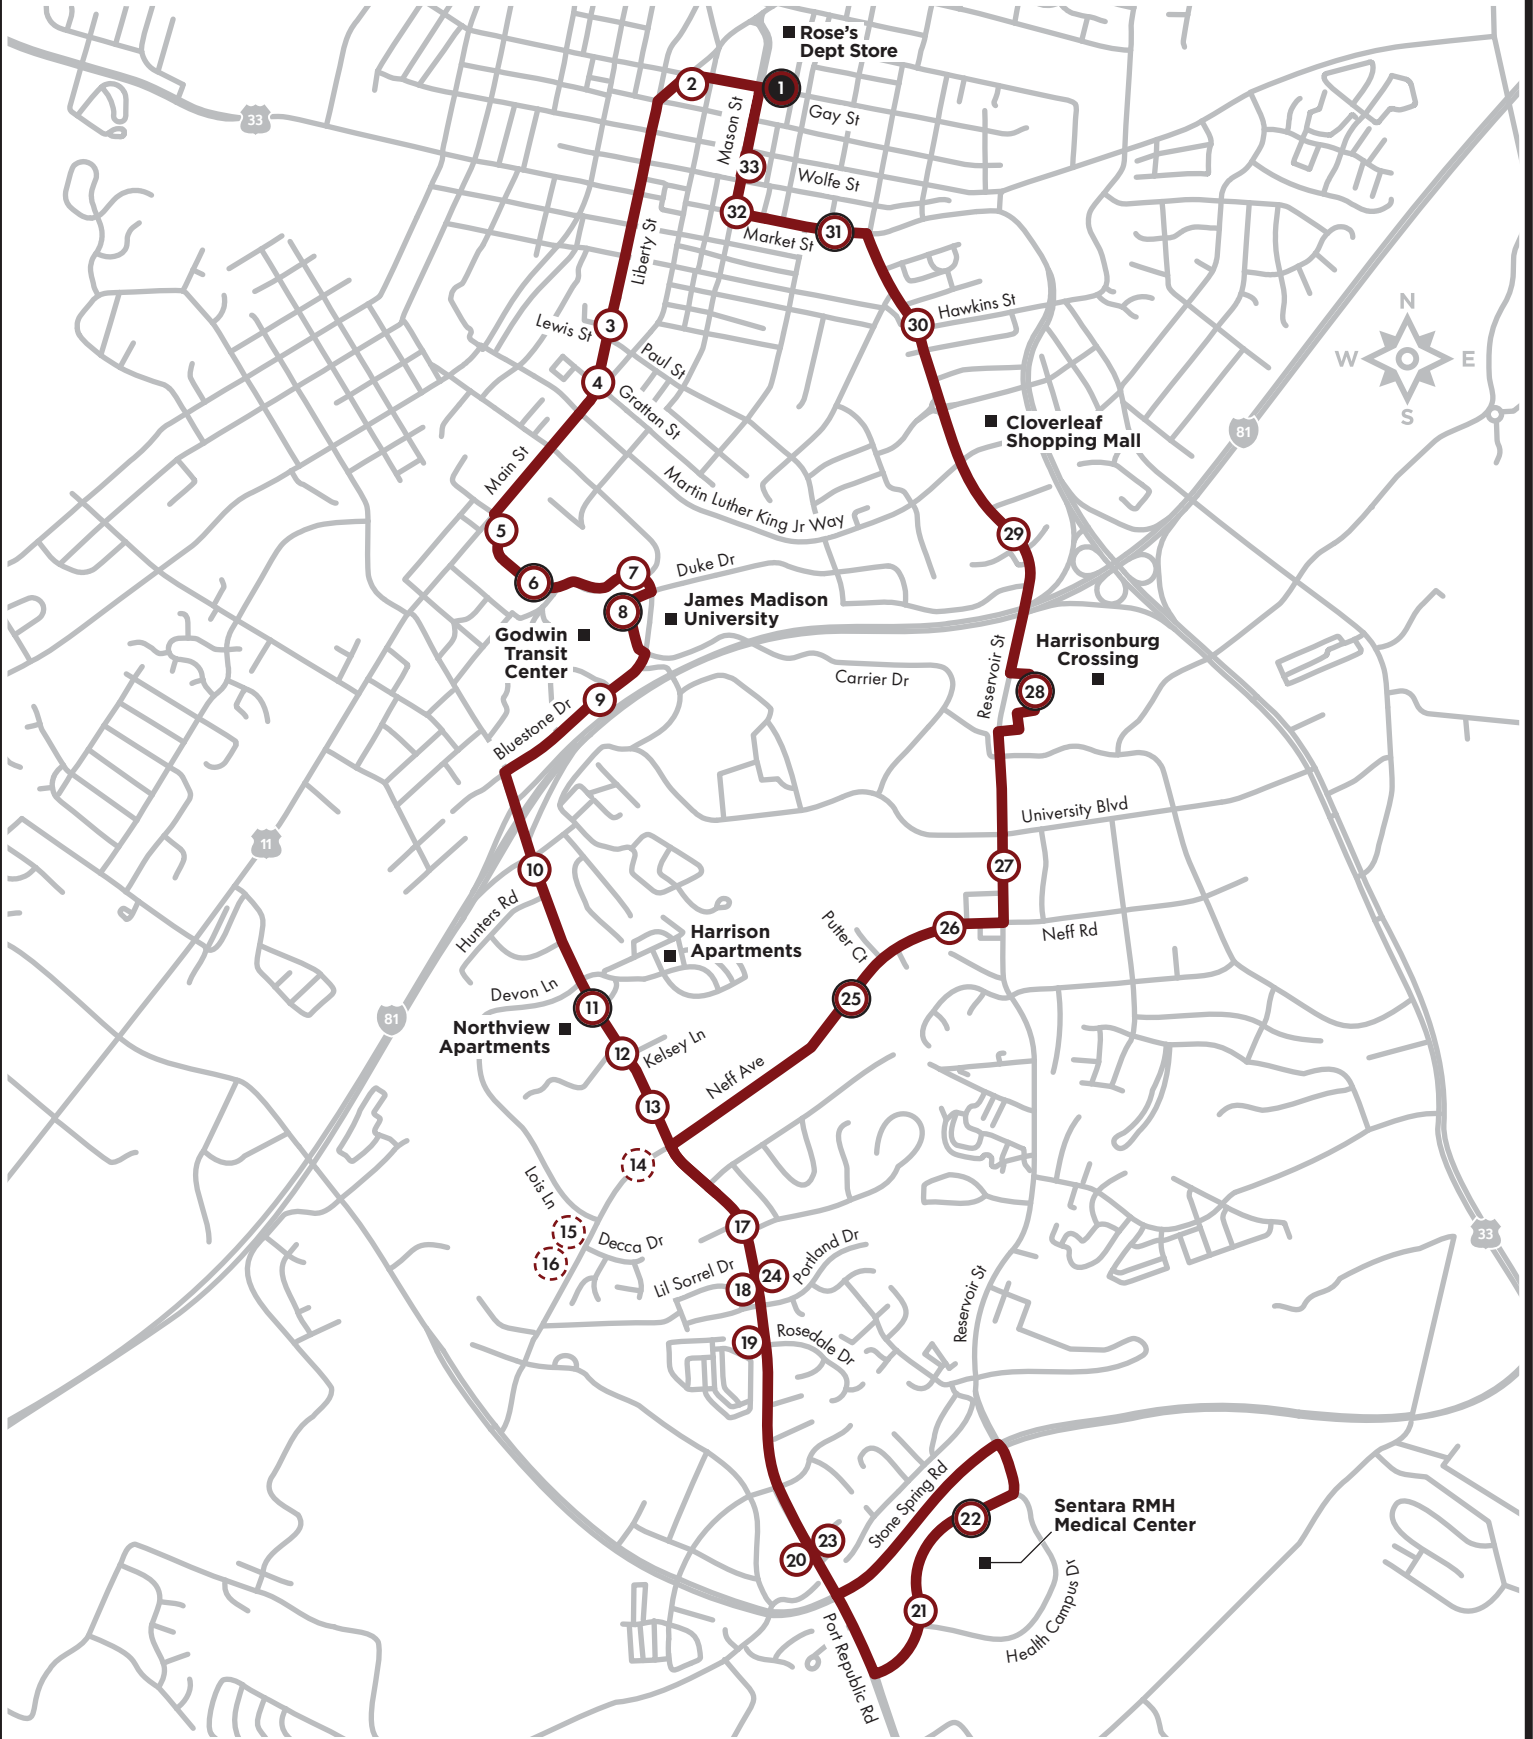 Rose's
Dept Store
2
1
Gay St
33
Mason St
33
Wolfe St
32
31
Market St
Liberty St
Hawkins St
30
N
W
E
S
Lewis St
3
Paul St
4
Grattan St
Cloverleaf
Shopping Mall
81
Main St
Martin Luther King Jr Way
5
29
6
7
Duke Dr
8
James Madison
University
Godwin
Transit
Center
Harrisonburg
Crossing
Reservoir St
Carrier Dr
28
9
Bluestone Dr
University Blvd
11
10
27
Hunters Rd
26
Neff Rd
Putter Ct
Harrison
Apartments
Devon Ln
11
25
81
Northview
Apartments
12
Kelsey Ln
Neff Ave
13
14
Lois Ln
15
16
Decca Dr
17
33
Portland Dr
Lil Sorrel Dr
18
24
Reservoir St
19
Rosedale Dr
Stone Spring Rd
22
Sentara RMH
Medical Center
23
20
21
Health Campus Dr
Port Republic Rd